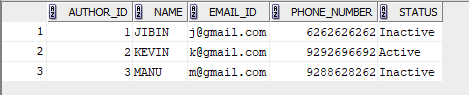 AUTHOR_ID NAME EMAIL_ID PHONE_NUMBER STATUS
1 1 JIBIN j@gmail.com 6262626262 Inactive
2 2 KEVIN k@gmail.com 9292696692 Active
3 3 MANU m@gmail.com 9288628262 Inactive